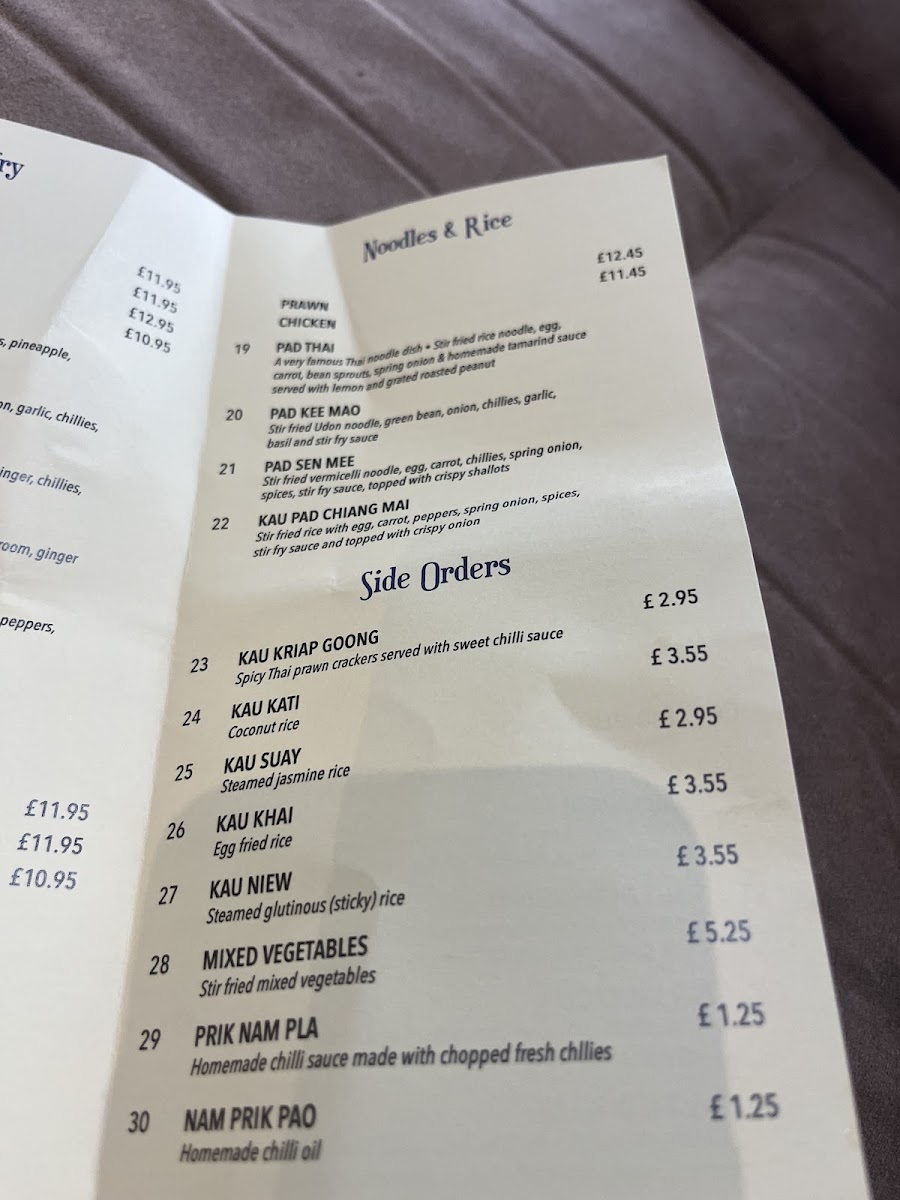 ry
£11.95
£11.95
£12.95
£10.95
s, pineapple,
on, garlic, chillies,
inger, chillies,
room, ginger
peppers,
£11.95
£11.95
£10.95
Noodles & Rice
PRAWN £12.45
CHICKEN £11.45
19 PAD THAI
A very famous Thai noodle dish • Stir fried rice noodle, egg,
carrot, bean sprouts, spring onion & homemade tamarind sauce
served with lemon and grated roasted peanut
20 PAD KEE MAO
Stir fried Udon noodle, green bean, onion, chillies, garlic,
basil and stir fry sauce
21 PAD SEN MEE
Stir fried vermicelli noodle, egg, carrot, chillies, spring onion,
spices, stir fry sauce, topped with crispy shallots
22 KAU PAD CHIANG MAI
Stir fried rice with egg, carrot, peppers, spring onion, spices,
stir fry sauce and topped with crispy onion
Side Orders
23 KAU KRIAP GOONG £ 2.95
Spicy Thai prawn crackers served with sweet chilli sauce
24 KAU KATI £ 3.55
Coconut rice
25 KAU SUAY £ 2.95
Steamed jasmine rice
26 KAU KHAI £ 3.55
Egg fried rice
27 KAU NIEW £ 3.55
Steamed glutinous (sticky) rice
28 MIXED VEGETABLES £ 5.25
Stir fried mixed vegetables
29 PRIK NAM PLA £ 1.25
Homemade chilli sauce made with chopped fresh chllies
30 NAM PRIK PAO £ 1.25
Homemade chilli oil